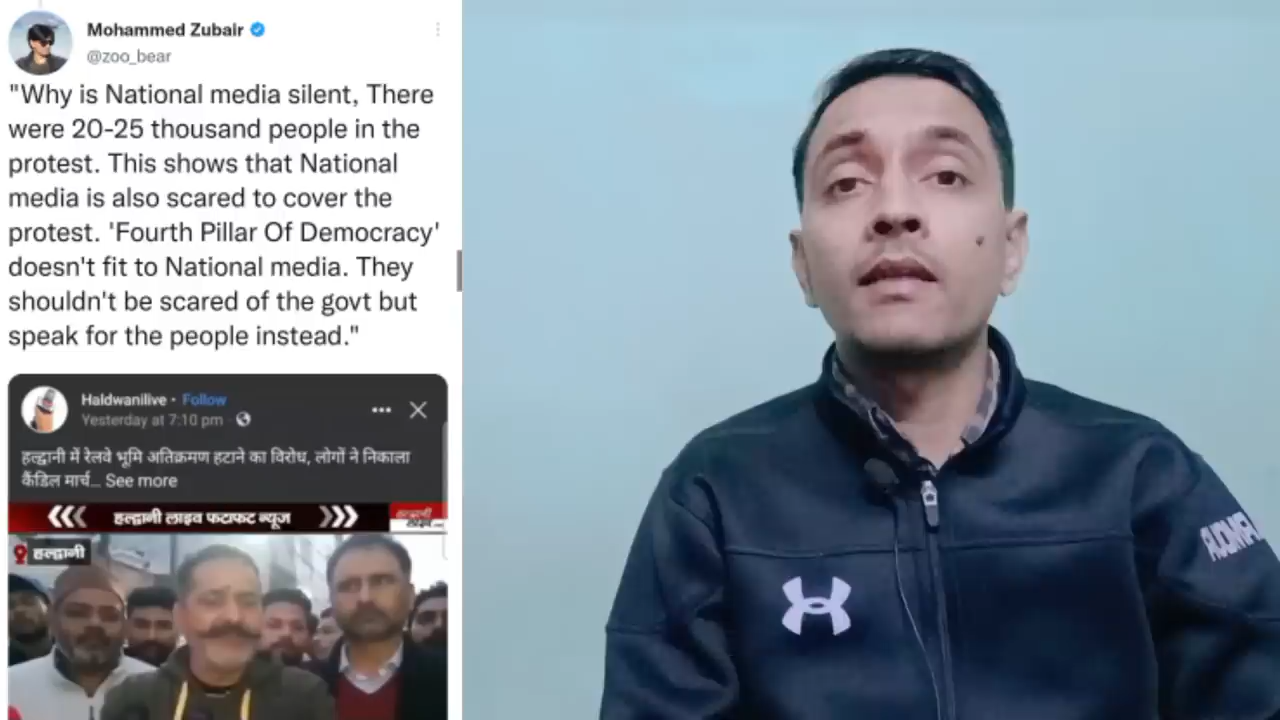 Mohammed Zubair
@zoo_bear
"Why is National media silent, There
were 20-25 thousand people in the
protest. This shows that National
media is also scared to cover the
protest. 'Fourth Pillar Of Democracy'
doesn't fit to National media. They
shouldn't be scared of the govt but
speak for the people instead."
Haldwanilive · Follow
Yesterday at 7:10 pm ·
हल्द्वानी में रेलवे भूमि अतिक्रमण हटाने का विरोध, लोगों ने निकाला
कैंडिल मार्च... See more
हल्द्वानी लाइव फटाफट न्यूज
हल्द्वानी